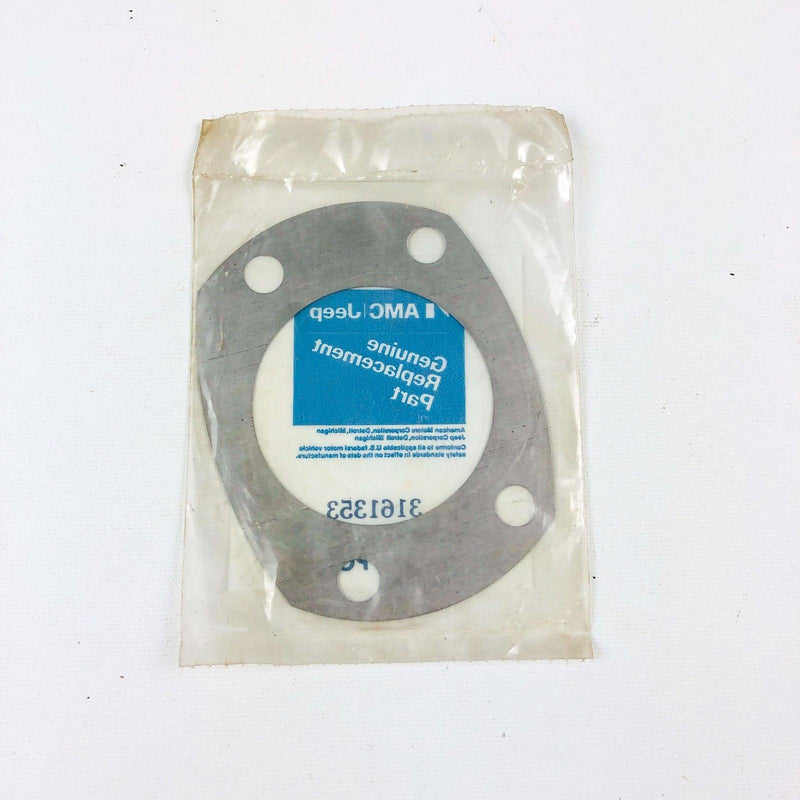 AMC | Jeep
Genuine
Replacement
Part
American Motors Corporation, Detroit, Michigan
Jeep Corporation, Detroit Michigan
Conforms to all applicable U.S. federal motor vehicle
safety standards in effect on the date of manufacture.
3161353